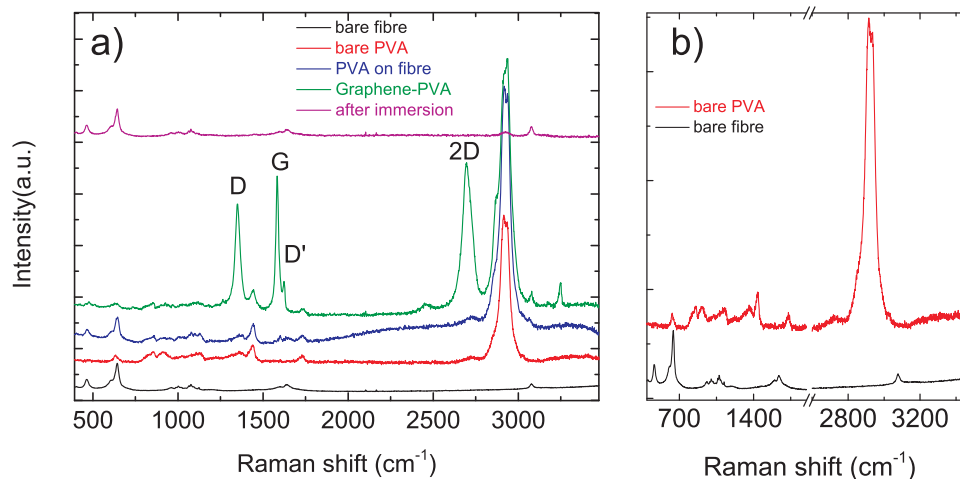 a)
bare fibre
bare PVA
PVA on fibre
Graphene-PVA
after immersion
D
G
D'
2D
Intensity(a.u.)
500 1000 1500 2000 2500 3000
Raman shift (cm-1)
b)
bare PVA
bare fibre
700 1400 2800 3200
Raman shift (cm-1)